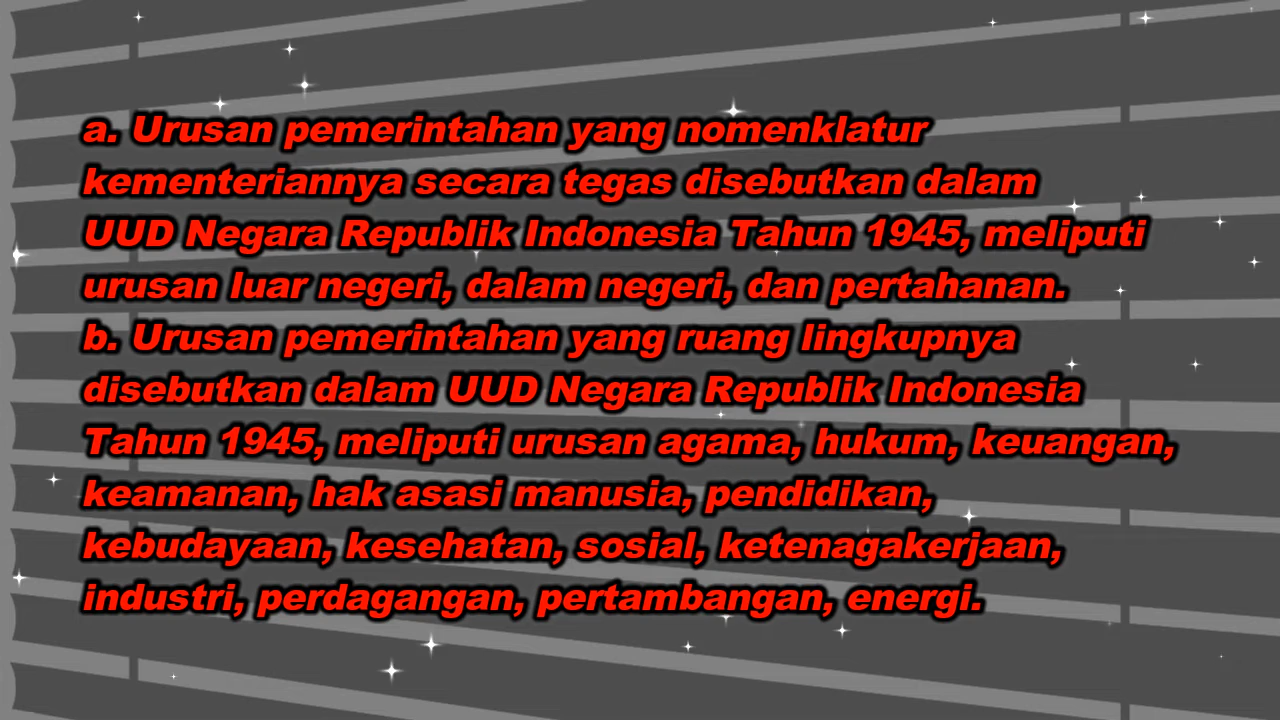 a. Urusan pemerintahan yang nomenklatur
kementeriannya secara tegas disebutkan dalam
UUD Negara Republik Indonesia Tahun 1945, meliputi
urusan luar negeri, dalam negeri, dan pertahanan.
b. Urusan pemerintahan yang ruang lingkupnya
disebutkan dalam UUD Negara Republik Indonesia
Tahun 1945, meliputi urusan agama, hukum, keuangan,
keamanan, hak asasi manusia, pendidikan,
kebudayaan, kesehatan, sosial, ketenagakerjaan,
industri, perdagangan, pertambangan, energi.